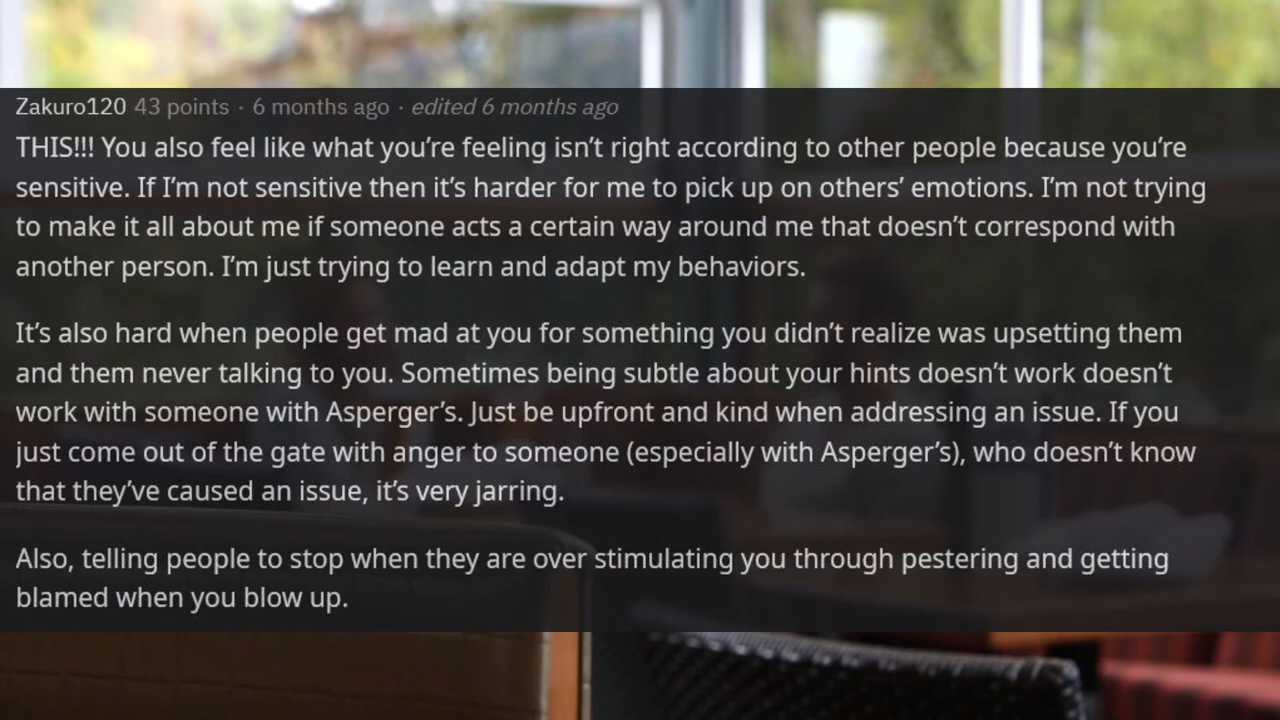 Zakuro120 43 points · 6 months ago · edited 6 months ago
THIS!!! You also feel like what you’re feeling isn’t right according to other people because you’re
sensitive. If I’m not sensitive then it’s harder for me to pick up on others’ emotions. I’m not trying
to make it all about me if someone acts a certain way around me that doesn’t correspond with
another person. I’m just trying to learn and adapt my behaviors.
It’s also hard when people get mad at you for something you didn’t realize was upsetting them
and them never talking to you. Sometimes being subtle about your hints doesn’t work doesn’t
work with someone with Asperger’s. Just be upfront and kind when addressing an issue. If you
just come out of the gate with anger to someone (especially with Asperger’s), who doesn’t know
that they’ve caused an issue, it’s very jarring.
Also, telling people to stop when they are over stimulating you through pestering and getting
blamed when you blow up.